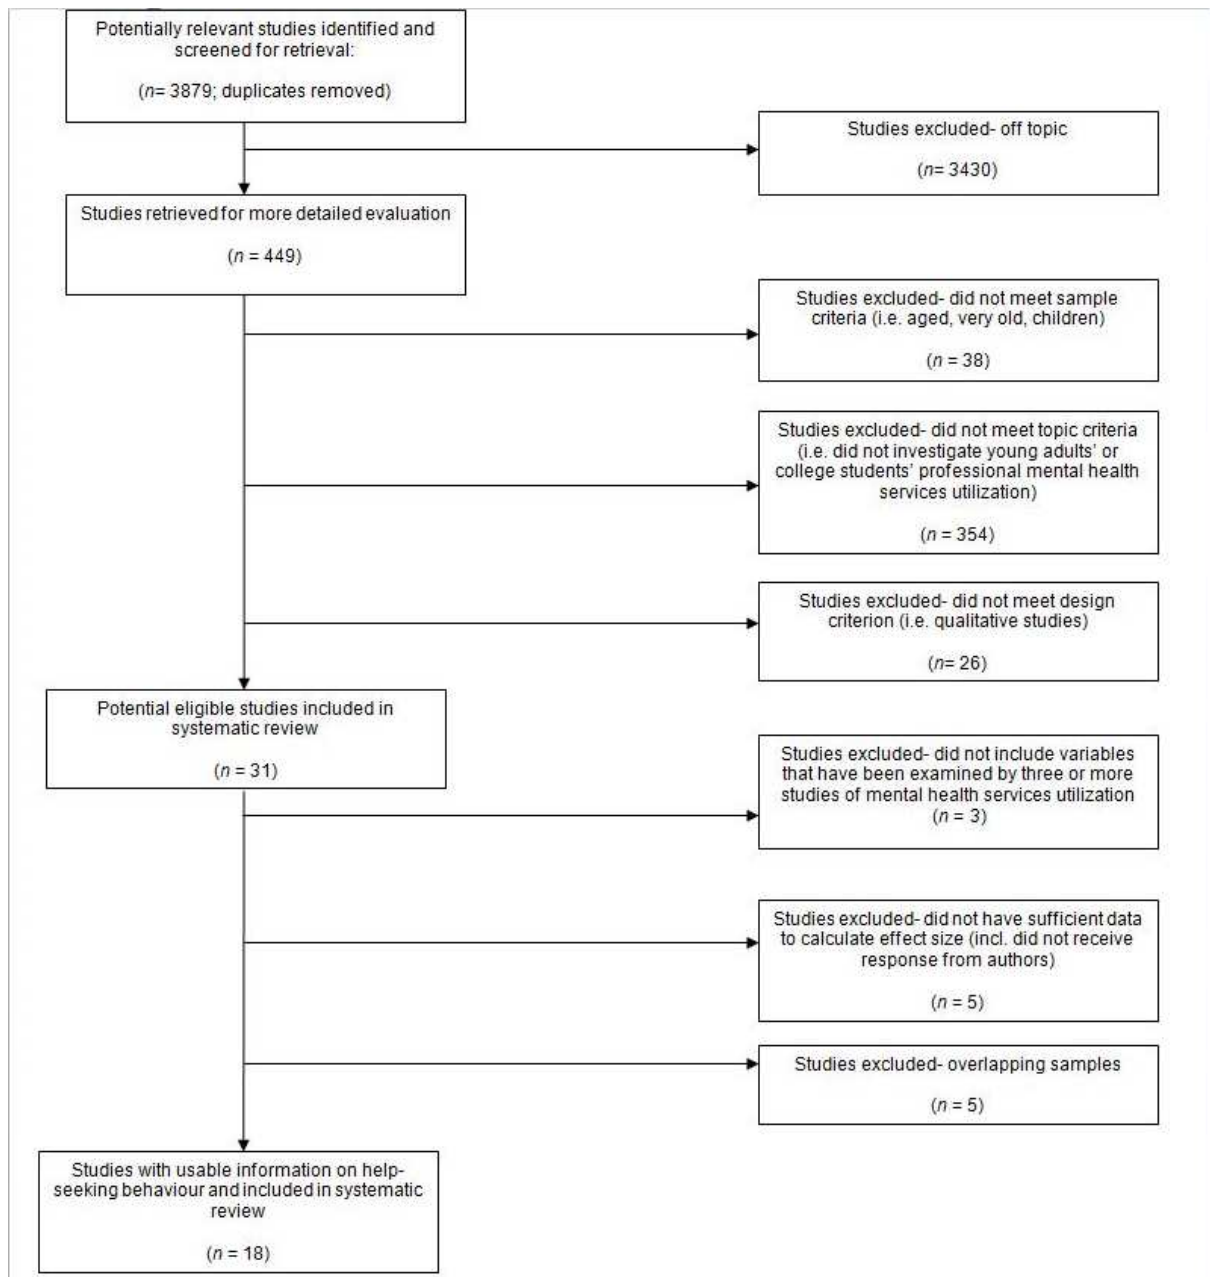 Potentially relevant studies identified and
screened for retrieval:
(n= 3879; duplicates removed)
Studies excluded- off topic
(n= 3430)
Studies retrieved for more detailed evaluation
(n = 449)
Studies excluded- did not meet sample
criteria (i.e. aged, very old, children)
(n = 38)
Studies excluded- did not meet topic criteria
(i.e. did not investigate young adults' or
college students' professional mental health
services utilization)
(n = 354)
Studies excluded- did not meet design
criterion (i.e. qualitative studies)
(n= 26)
Potential eligible studies included in
systematic review
(n = 31)
Studies excluded- did not include variables
that have been examined by three or more
studies of mental health services utilization
(n = 3)
Studies excluded- did not have sufficient data
to calculate effect size (incl. did not receive
response from authors)
(n = 5)
Studies excluded- overlapping samples
(n = 5)
Studies with usable information on help-
seeking behaviour and included in systematic
review
(n = 18)